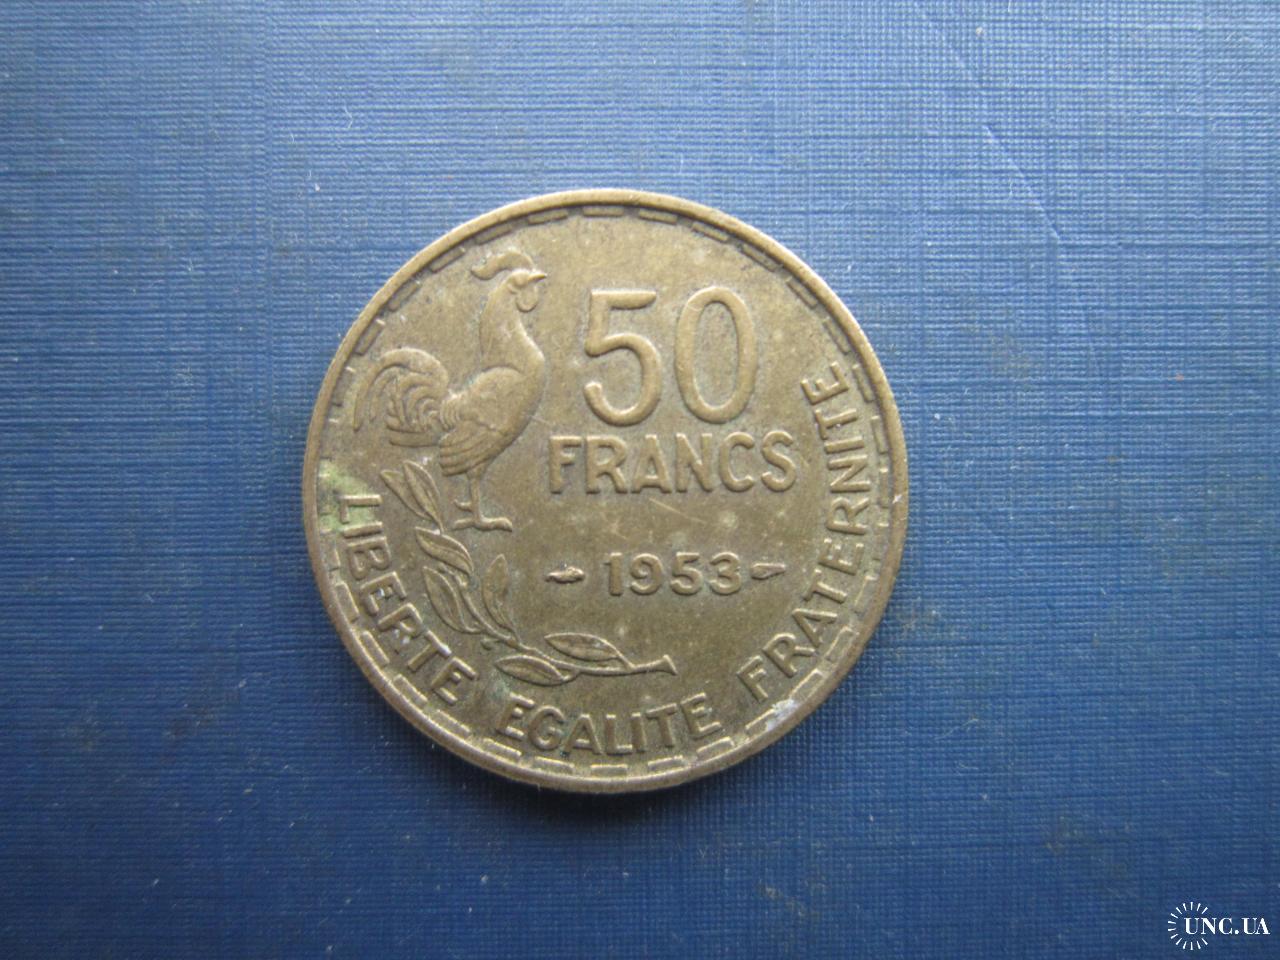 50
FRANCS
1953
LIBERTE EGALITE FRATERNITE
UNC.UA